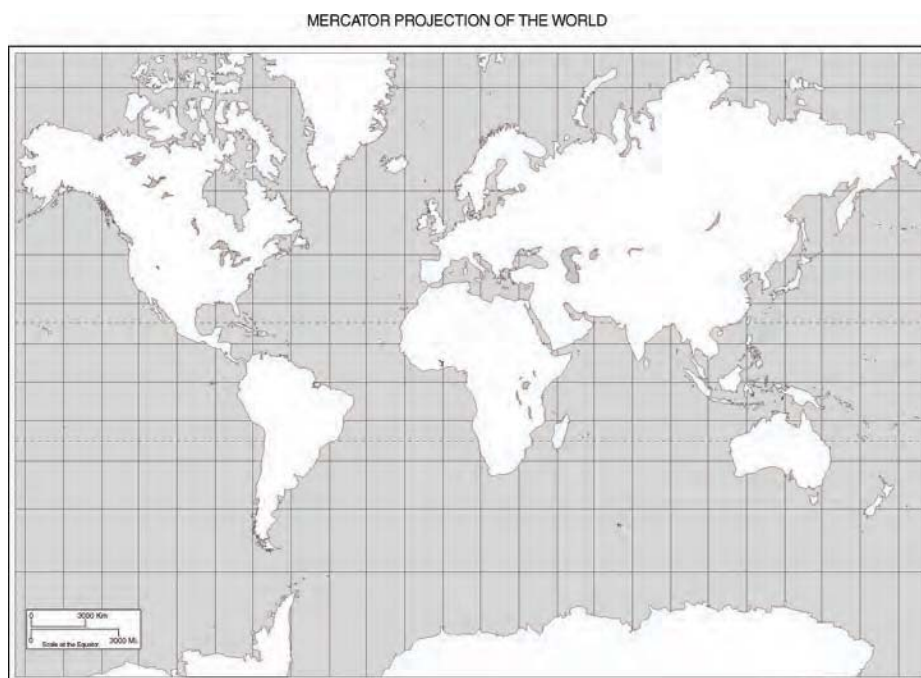 MERCATOR PROJECTION OF THE WORLD
0 3000 Km
0 3000 Mi.
Scale at the Equator